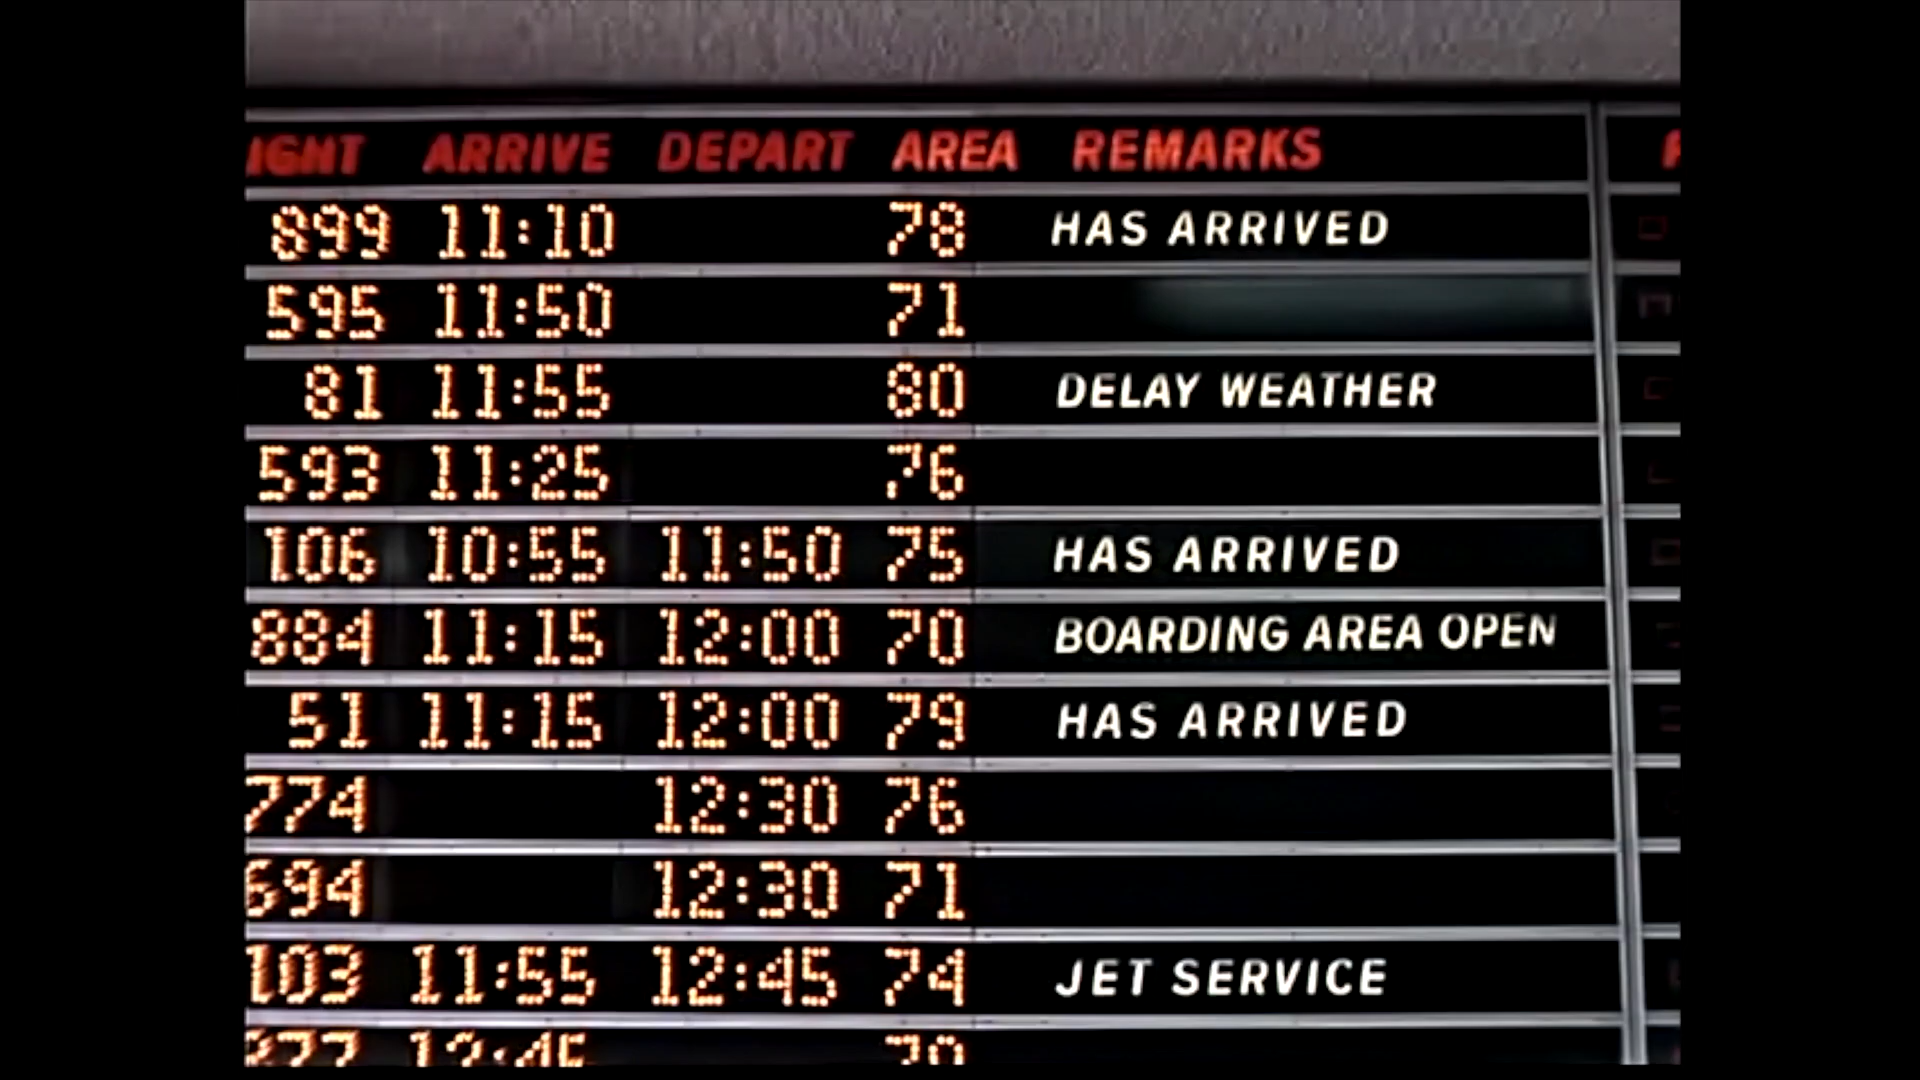 IGHT ARRIVE DEPART AREA REMARKS
899 11:10 78 HAS ARRIVED
595 11:50 71
81 11:55 80 DELAY WEATHER
593 11:25 76
106 10:55 11:50 75 HAS ARRIVED
884 11:15 12:00 70 BOARDING AREA OPEN
51 11:15 12:00 79 HAS ARRIVED
774 12:30 76
694 12:30 71
103 11:55 12:45 74 JET SERVICE